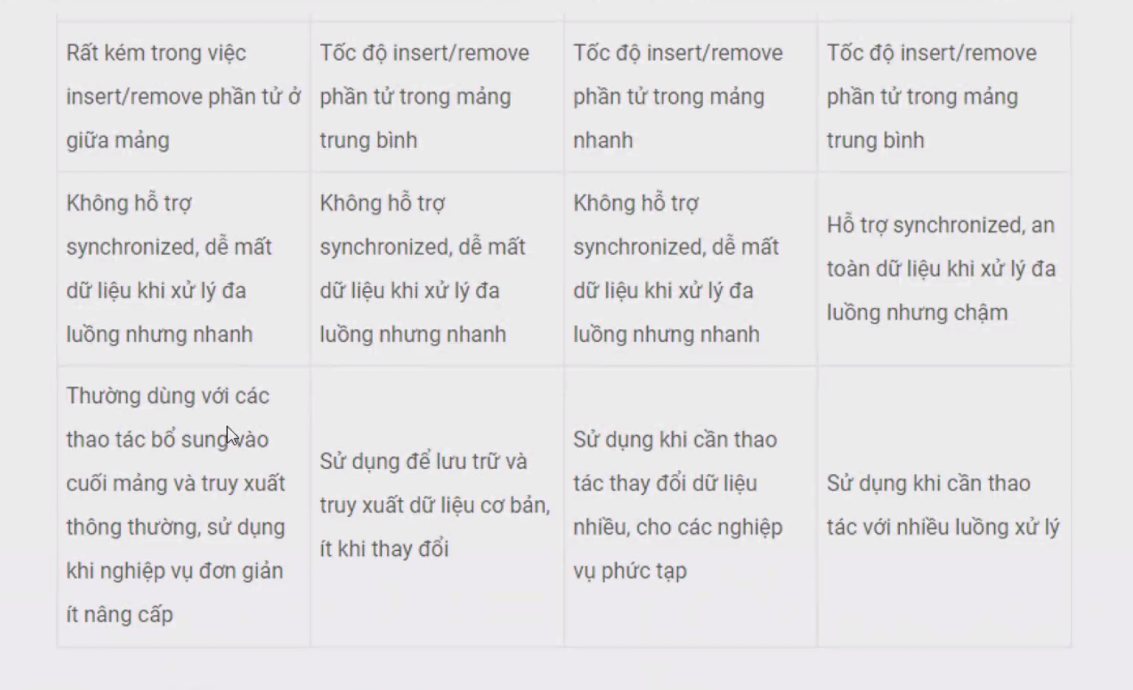 Rất kém trong việc
insert/remove phần tử ở
giữa mảng
Tốc độ insert/remove
phần tử trong mảng
trung bình
Tốc độ insert/remove
phần tử trong mảng
nhanh
Tốc độ insert/remove
phần tử trong mảng
trung bình
Không hỗ trợ
synchronized, dễ mất
dữ liệu khi xử lý đa
luồng nhưng nhanh
Không hỗ trợ
synchronized, dễ mất
dữ liệu khi xử lý đa
luồng nhưng nhanh
Không hỗ trợ
synchronized, dễ mất
dữ liệu khi xử lý đa
luồng nhưng nhanh
Hỗ trợ synchronized, an
toàn dữ liệu khi xử lý đa
luồng nhưng chậm
Thường dùng với các
thao tác bổ sung vào
cuối mảng và truy xuất
thông thường, sử dụng
khi nghiệp vụ đơn giản
ít nâng cấp
Sử dụng để lưu trữ và
truy xuất dữ liệu cơ bản,
ít khi thay đổi
Sử dụng khi cần thao
tác thay đổi dữ liệu
nhiều, cho các nghiệp
vụ phức tạp
Sử dụng khi cần thao
tác với nhiều luồng xử lý